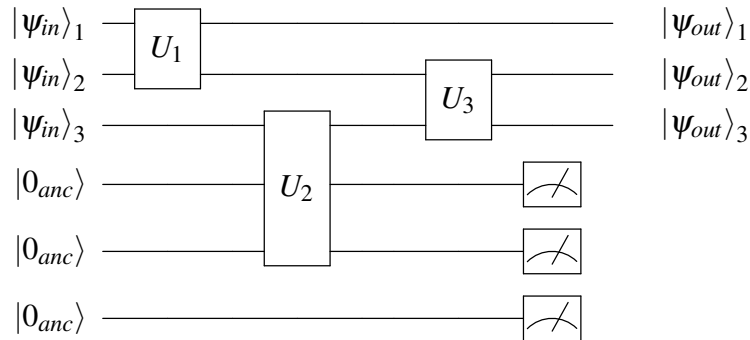 |ψin⟩1 U1 |ψout⟩1
|ψin⟩2 |ψout⟩2
U3
|ψin⟩3 |ψout⟩3
|0anc⟩ U2
|0anc⟩
|0anc⟩